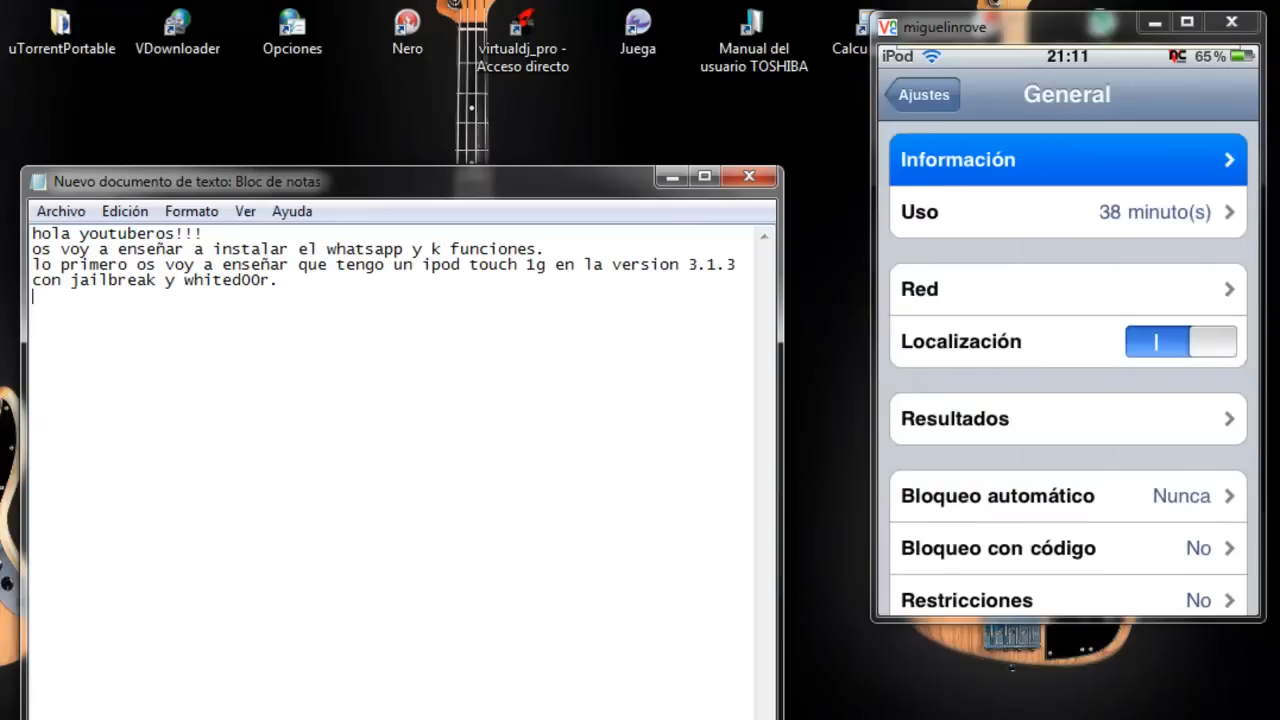 uTorrentPortable
VDownloader
Opciones
Nero
virtualdj_pro -
Acceso directo
Juega
Manual del
usuario TOSHIBA
Calcu
miguelinrove
iPod
21:11
65%
Ajustes
General
Información
Uso
38 minuto(s)
Red
Localización
Resultados
Bloqueo automático
Nunca
Bloqueo con código
No
Restricciones
No
Nuevo documento de texto: Bloc de notas
Archivo Edición Formato Ver Ayuda
hola youtuberos!!!
os voy a enseñar a instalar el whatsapp y k funciones.
lo primero os voy a enseñar que tengo un ipod touch 1g en la version 3.1.3
con jailbreak y whited00r.